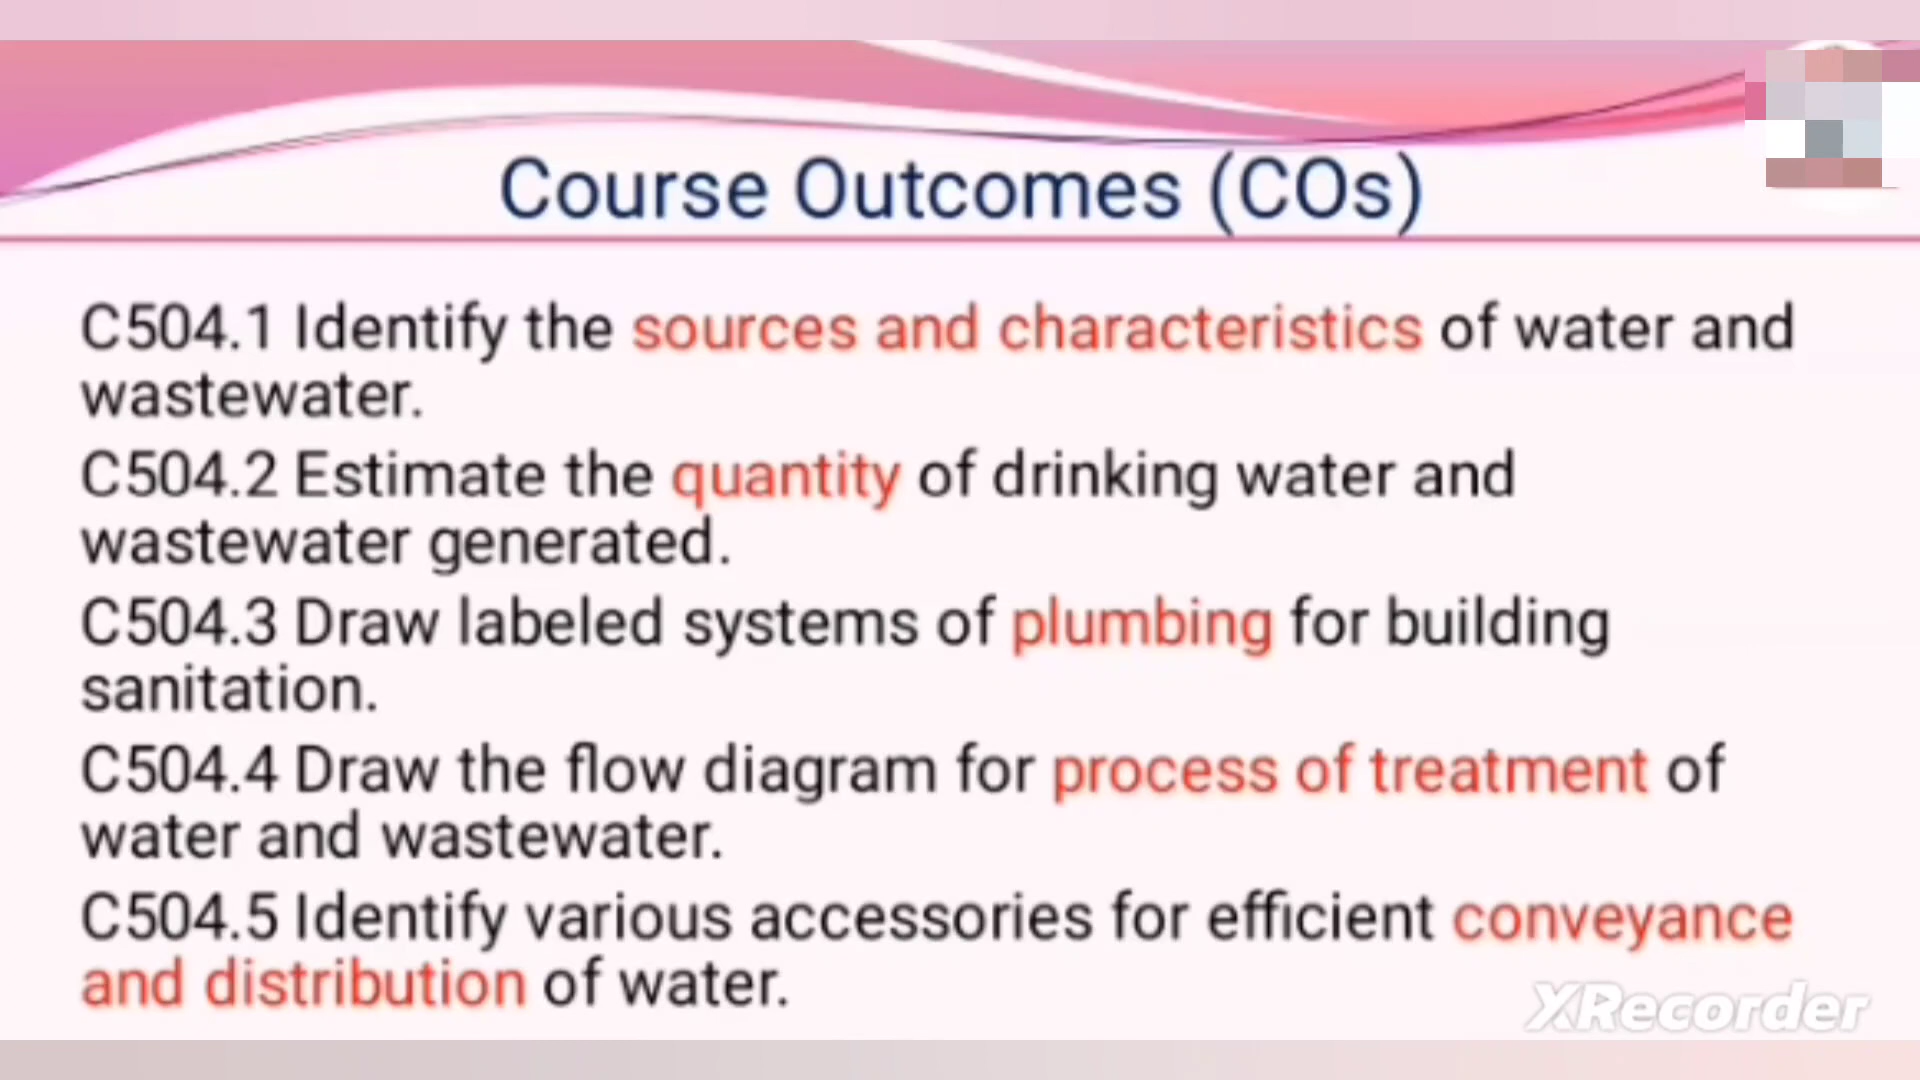 Course Outcomes (COs)
C504.1 Identify the sources and characteristics of water and
wastewater.
C504.2 Estimate the quantity of drinking water and
wastewater generated.
C504.3 Draw labeled systems of plumbing for building
sanitation.
C504.4 Draw the flow diagram for process of treatment of
water and wastewater.
C504.5 Identify various accessories for efficient conveyance
and distribution of water.
XRecorder